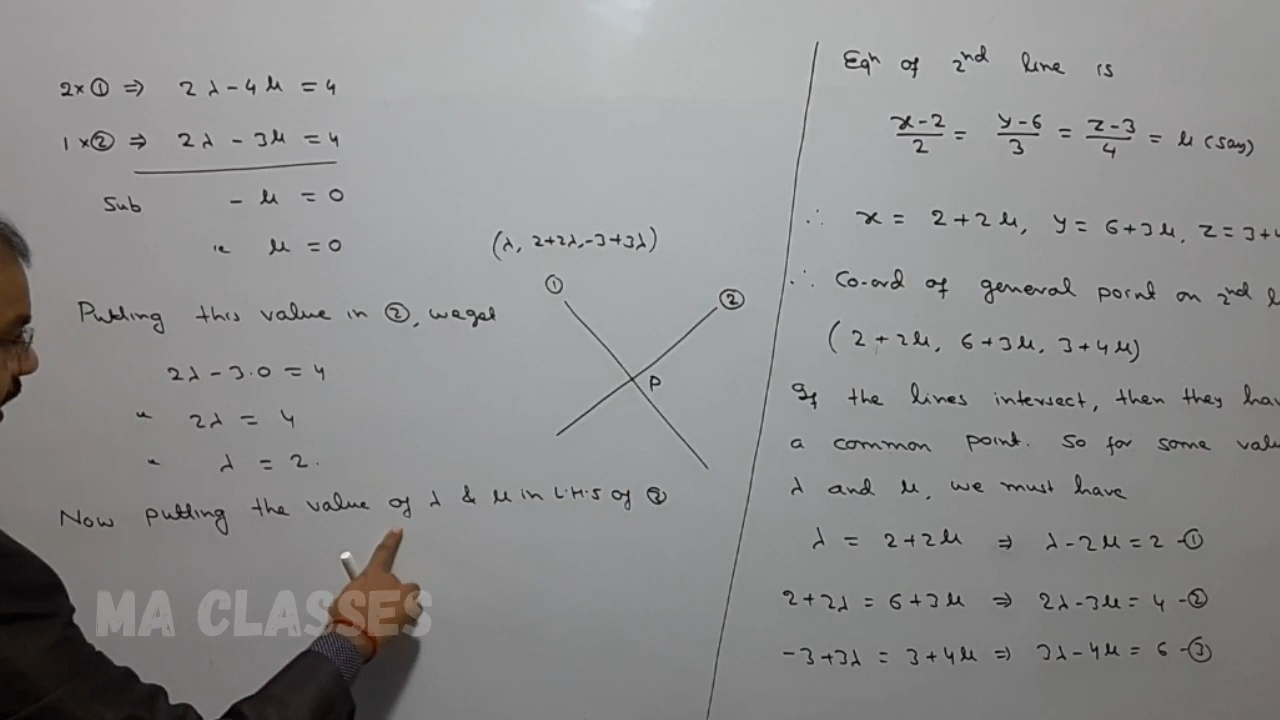 2×① ⇒ 2λ-4μ = 4
1×② ⇒ 2λ - 3μ = 4
Sub - μ = 0
ie μ = 0
Putting this value in ②, we get
2λ-3.0 = 4
" 2λ = 4
" λ = 2.
Now putting the value of λ & μ in L.H.S of ③
(λ, 2+2λ, -3+3λ)
① ②
P
Eqⁿ of 2nd line is
x-2/2 = y-6/3 = z-3/4 = μ (say)
∴ x = 2+2μ, y = 6+3μ, z = 3+4
∴ Co-ord of general point on 2nd l
(2+2μ, 6+3μ, 3+4μ)
If the lines intersect, then they hav
a common point. So for some valu
λ and μ, we must have
λ = 2+2μ ⇒ λ-2μ = 2 -①
2+2λ = 6+3μ ⇒ 2λ-3μ = 4 -②
-3+3λ = 3+4μ ⇒ 3λ-4μ = 6 -③
MA CLASSES